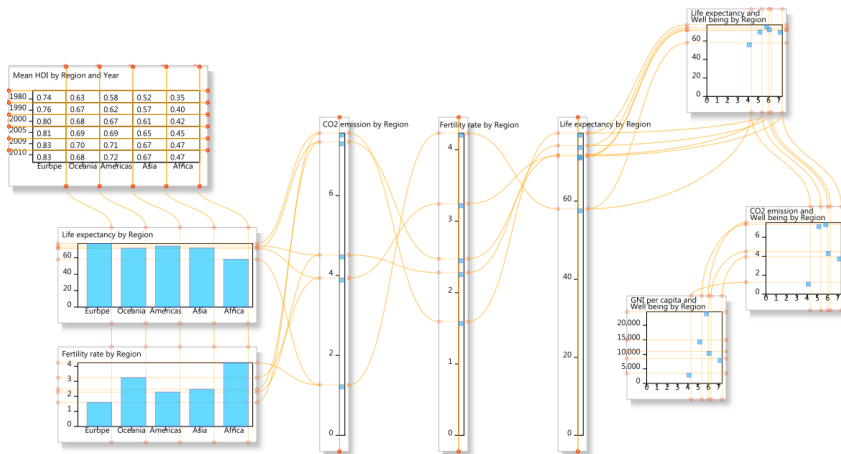 Mean HDI by Region and Year
1980 0.74 0.63 0.58 0.52 0.35
1990 0.76 0.67 0.62 0.57 0.40
2000 0.80 0.68 0.67 0.61 0.42
2005 0.81 0.69 0.69 0.65 0.45
2009 0.83 0.70 0.71 0.67 0.47
2010 0.83 0.68 0.72 0.67 0.47
Europe Oceania Americas Asia Africa
Life expectancy by Region
60
40
20
0
Europe Oceania Americas Asia Africa
Fertility rate by Region
4
3
2
1
0
Europe Oceania Americas Asia Africa
CO2 emission by Region
6
4
2
0
Fertility rate by Region
4
3
2
1
0
Life expectancy by Region
60
40
20
0
Life expectancy and
Well being by Region
60
40
20
0
0 1 2 3 4 5 6 7
CO2 emission and
Well being by Region
6
4
2
0
0 1 2 3 4 5 6 7
GNI per capita and
Well being by Region
20,000
15,000
10,000
5,000
0
0 1 2 3 4 5 6 7